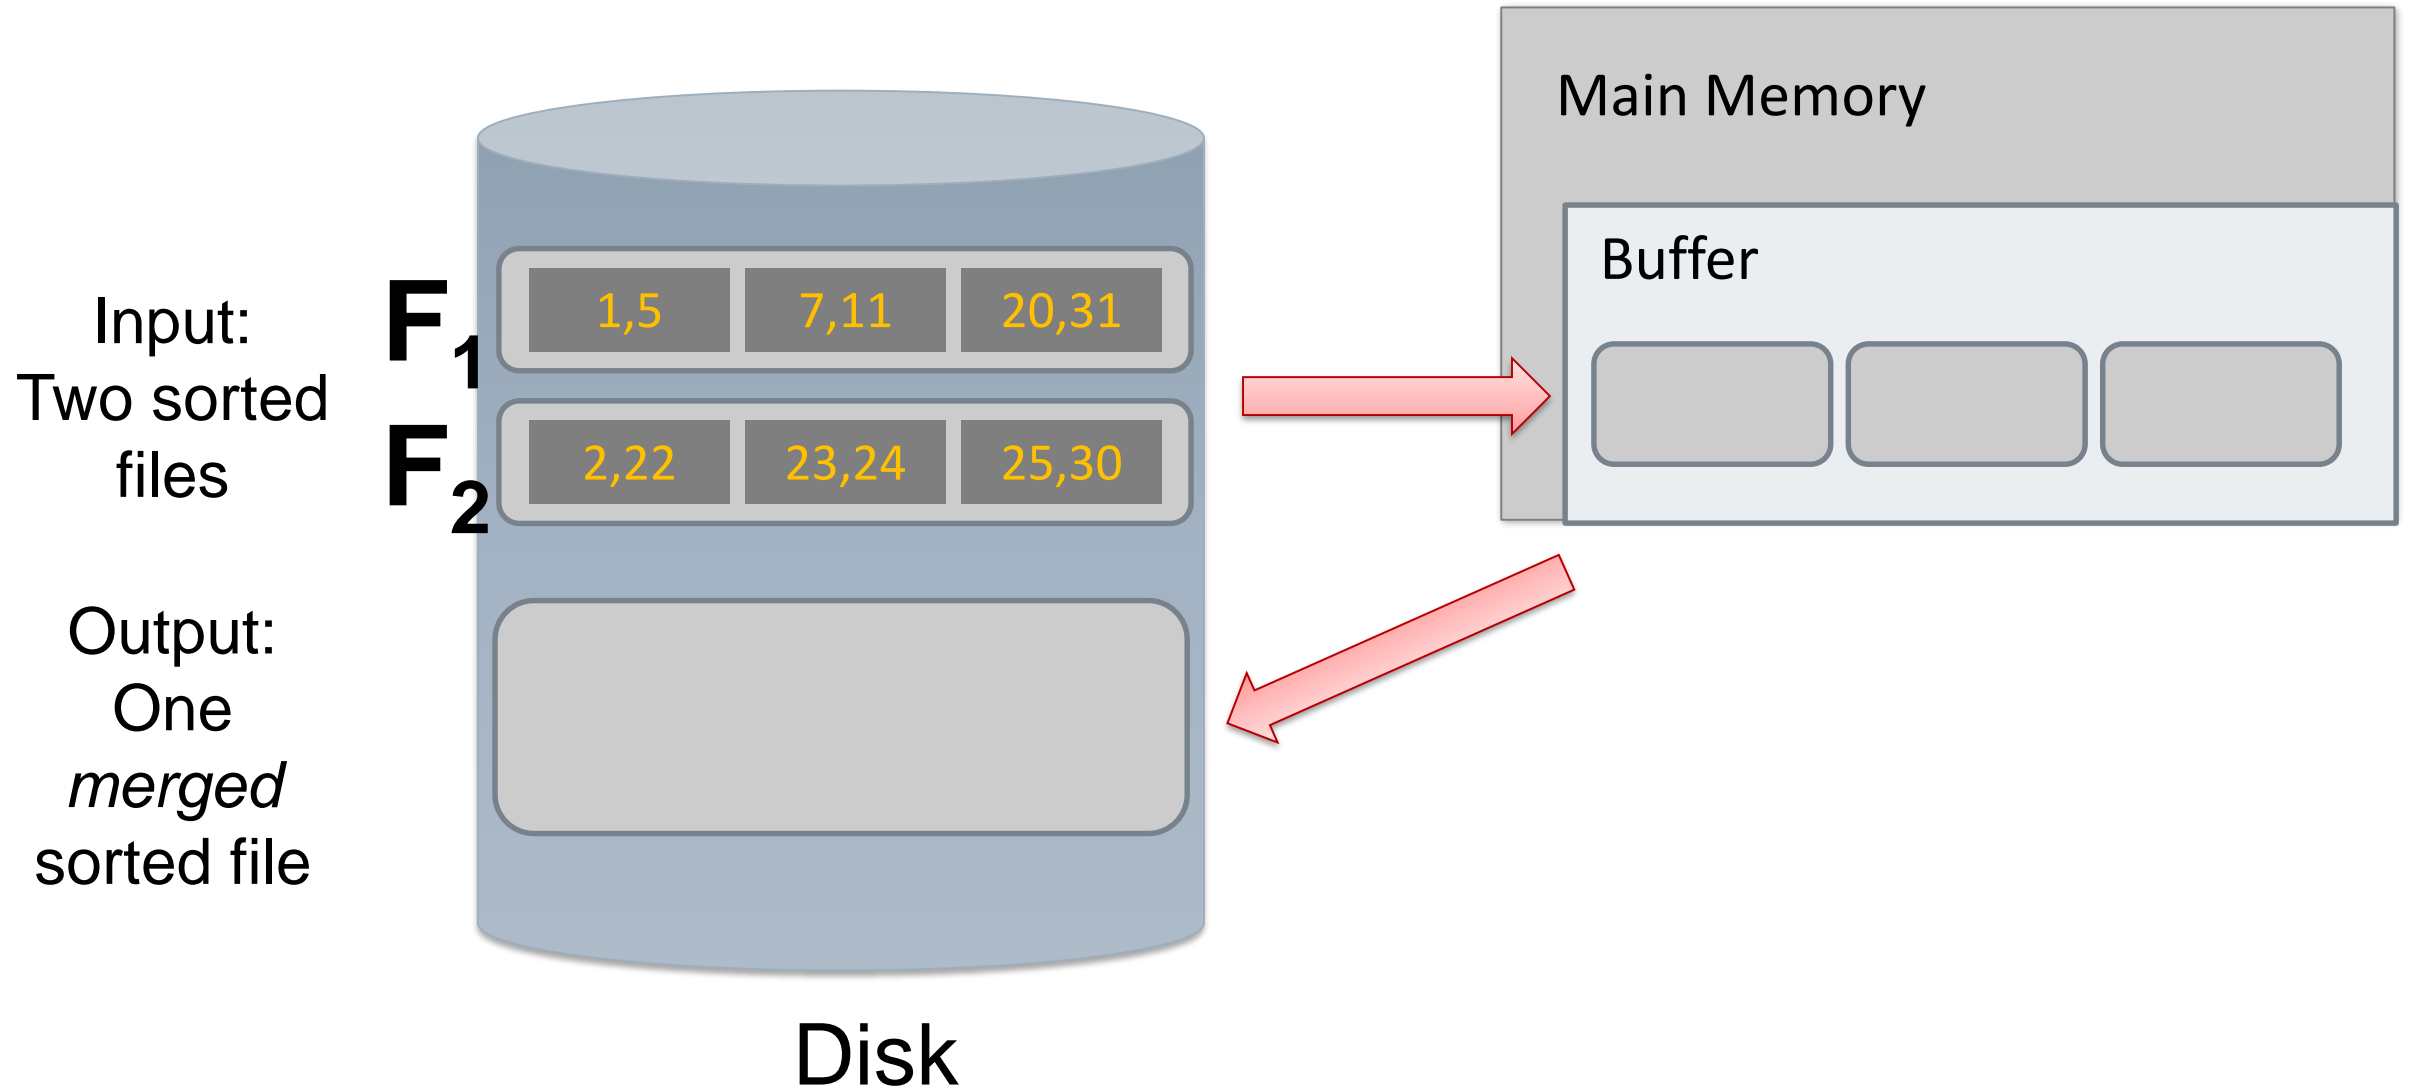 Main Memory
Buffer
Input:
Two sorted
files
F1
1,5 7,11 20,31
F2
2,22 23,24 25,30
Output:
One
merged
sorted file
Disk